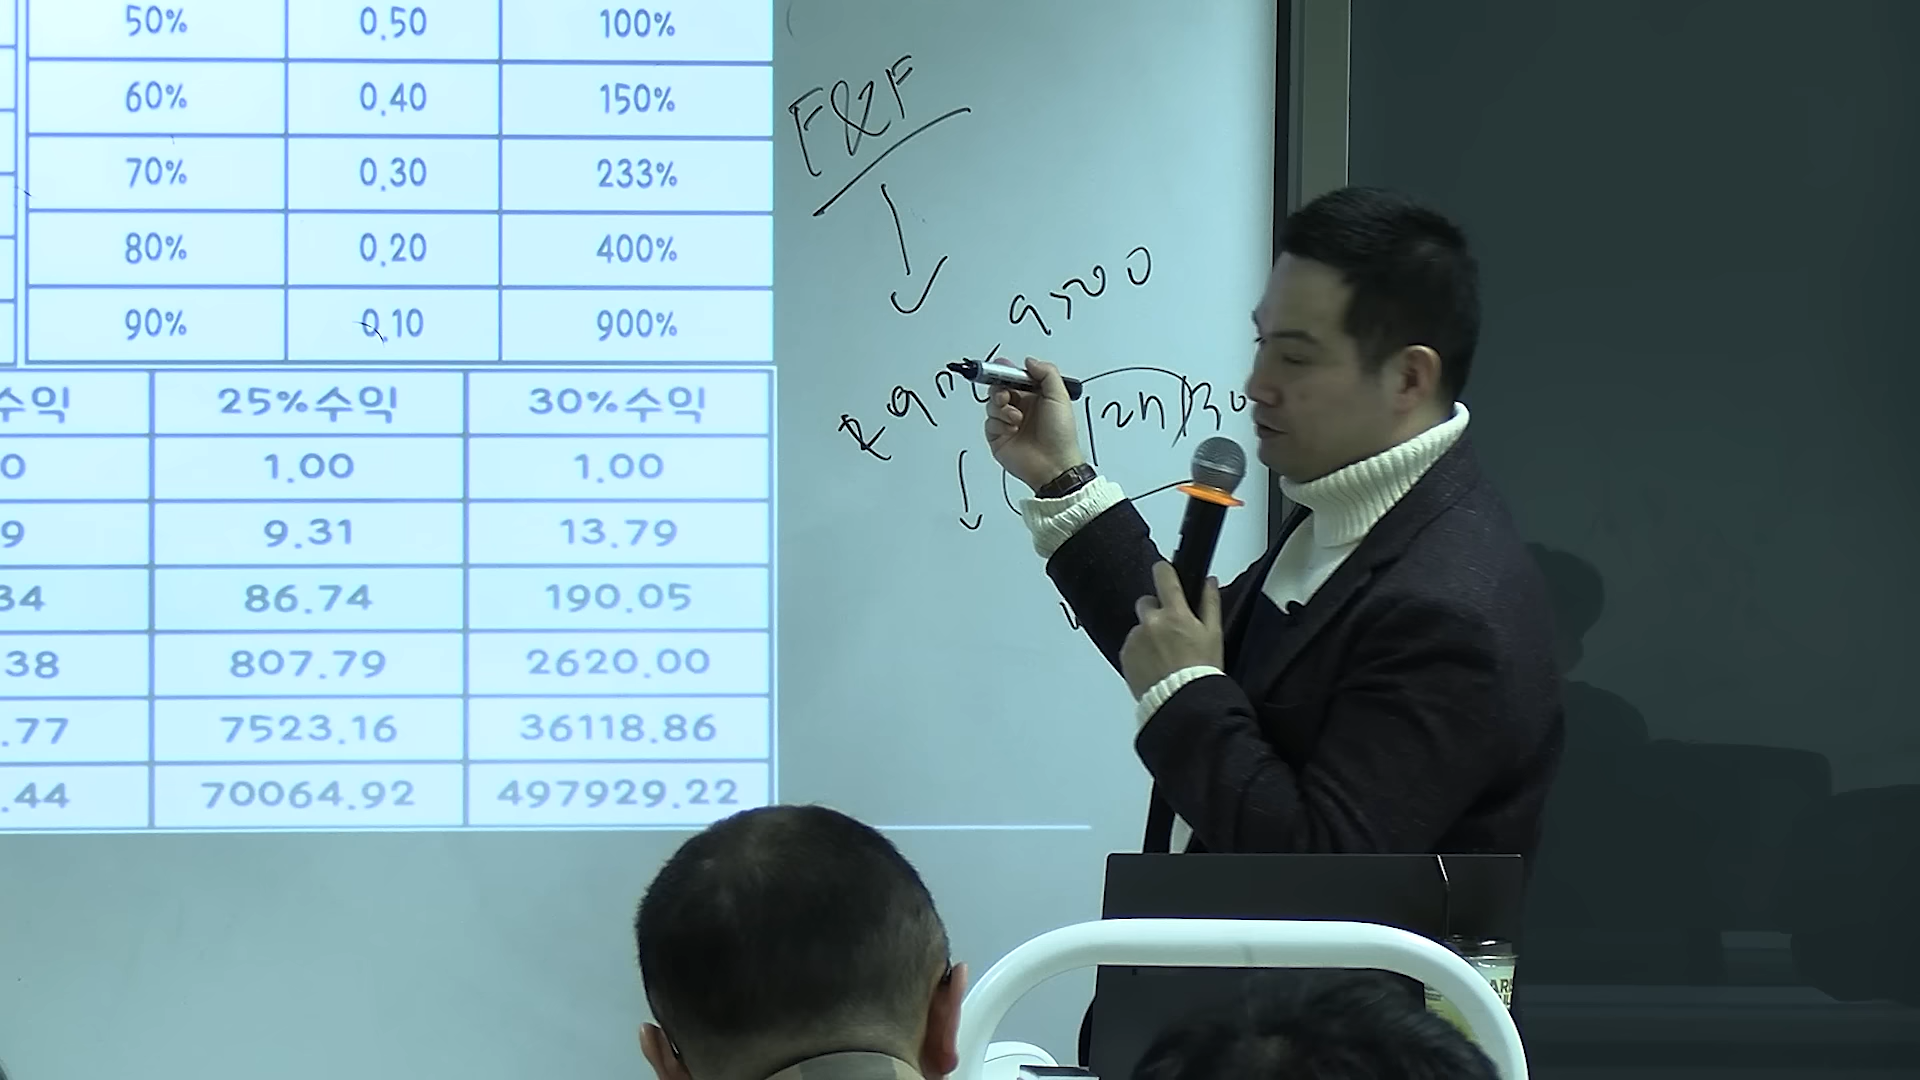 50% 0.50 100%
60% 0.40 150%
70% 0.30 233%
80% 0.20 400%
90% 0.10 900%
수익 25%수익 30%수익
0 1.00 1.00
9 9.31 13.79
34 86.74 190.05
.38 807.79 2620.00
.77 7523.16 36118.86
.44 70064.92 497929.22
F&F